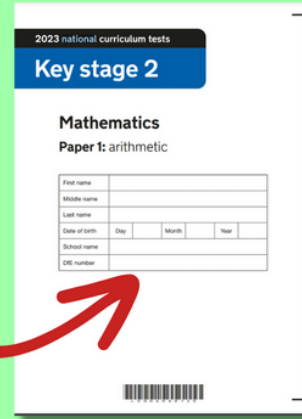 2023 national curriculum tests
Key stage 2
Mathematics
Paper 1: arithmetic
First name
Middle name
Last name
Date of birth Day Month Year
School name
DfE number